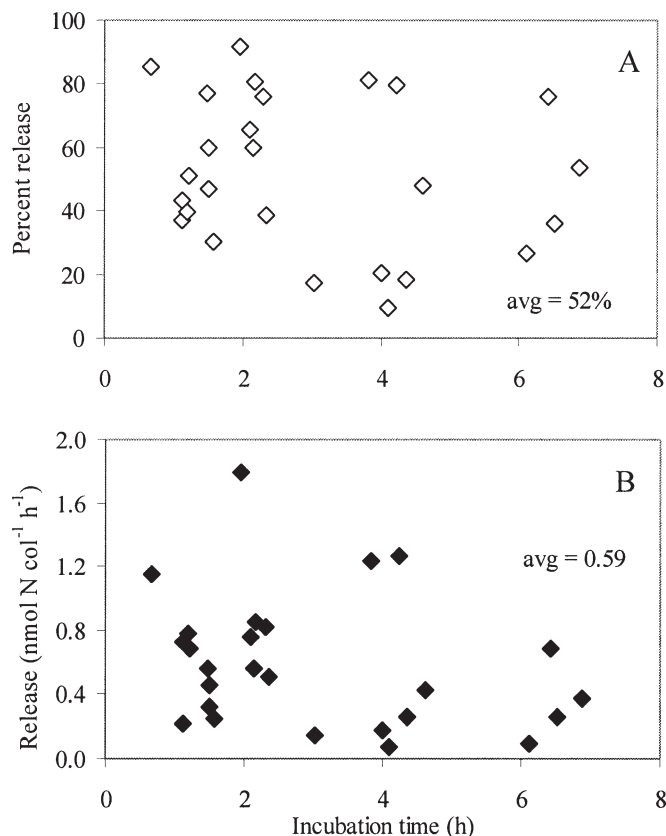 100
80
60
40
20
0
Percent release
A
avg = 52%
0 2 4 6 8
2.0
1.6
1.2
0.8
0.4
0.0
Release (nmol N col⁻¹ h⁻¹)
B
avg = 0.59
0 2 4 6 8
Incubation time (h)